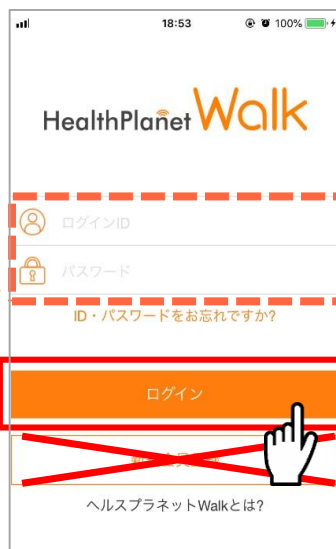 18:53
100%
HealthPlanet Walk
ログインID
パスワード
ID・パスワードをお忘れですか?
ログイン
ヘルスプラネットWalkとは?